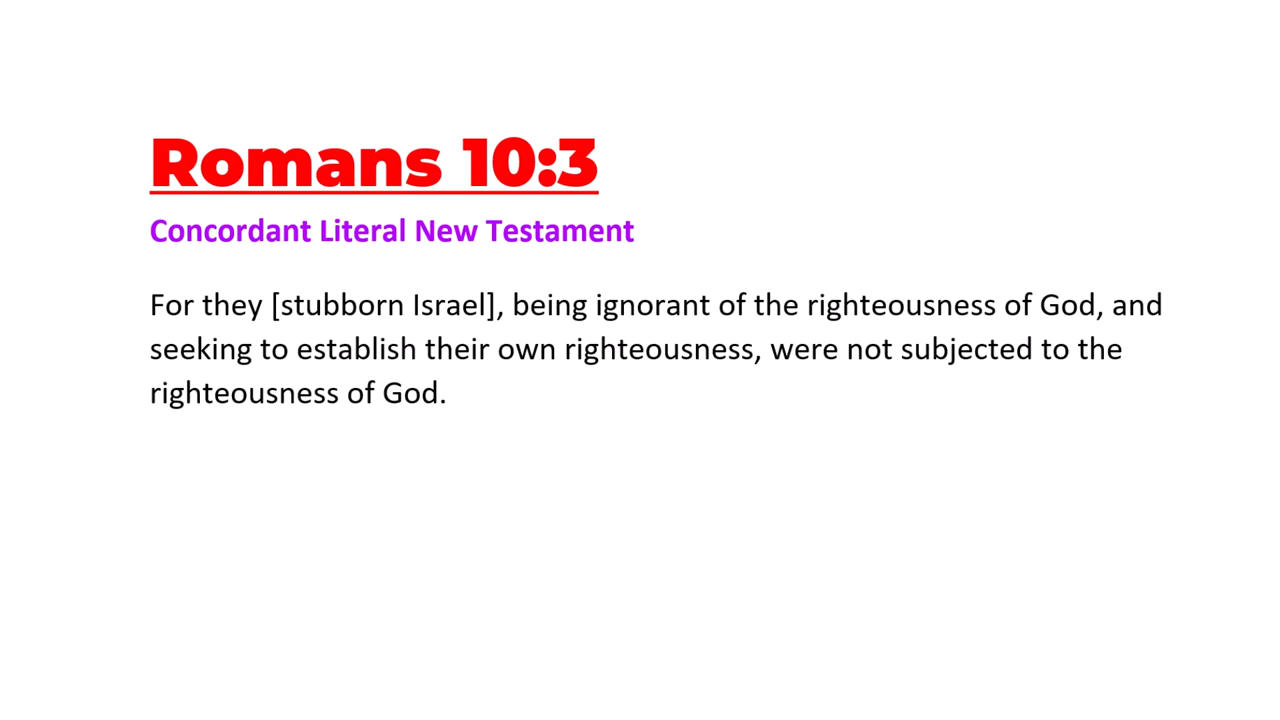 Romans 10:3
Concordant Literal New Testament
For they [stubborn Israel], being ignorant of the righteousness of God, and
seeking to establish their own righteousness, were not subjected to the
righteousness of God.